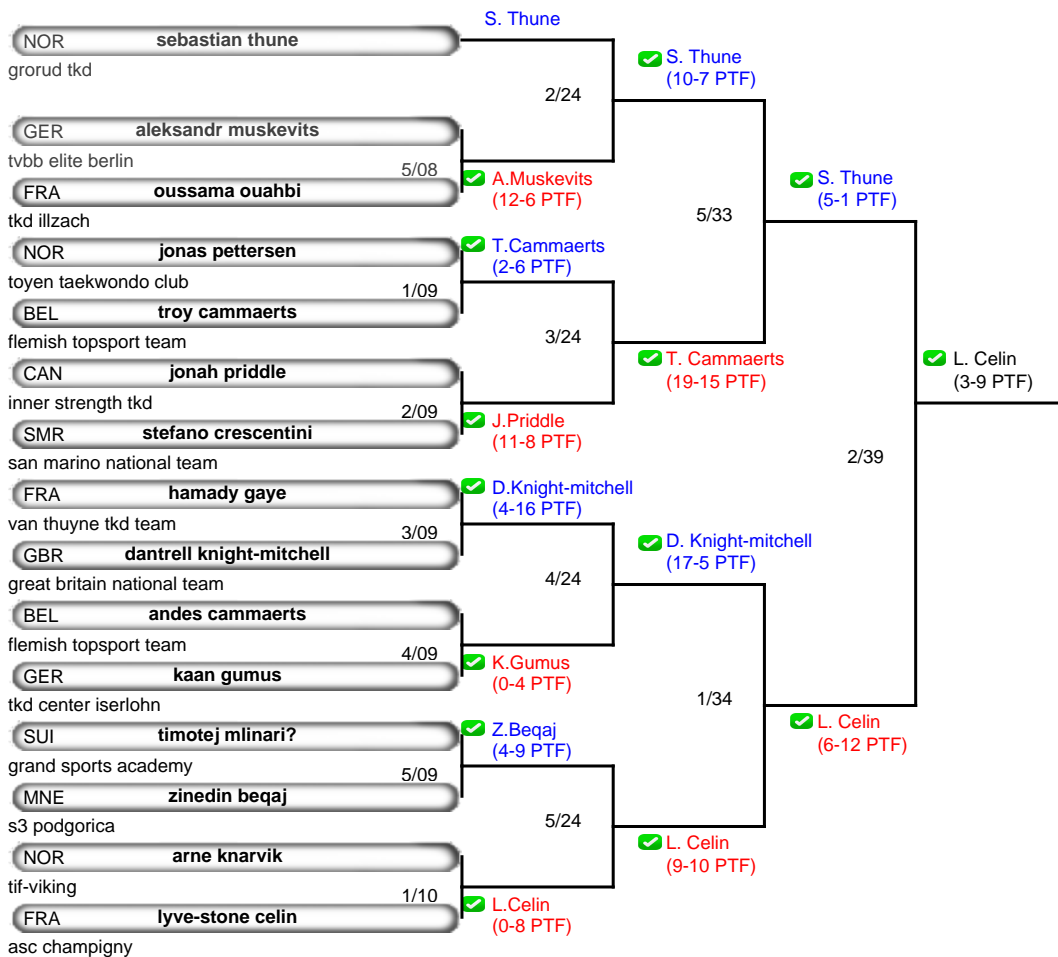 S. Thune
NOR sebastian thune
grorud tkd
S. Thune
(10-7 PTF)
2/24
GER aleksandr muskevits
tvbb elite berlin
5/08
A.Muskevits
(12-6 PTF)
S. Thune
(5-1 PTF)
FRA oussama ouahbi
tkd illzach
5/33
NOR jonas pettersen
toyen taekwondo club
T.Cammaerts
(2-6 PTF)
1/09
BEL troy cammaerts
flemish topsport team
3/24
T. Cammaerts
(19-15 PTF)
L. Celin
(3-9 PTF)
CAN jonah priddle
inner strength tkd
2/09
J.Priddle
(11-8 PTF)
SMR stefano crescentini
san marino national team
2/39
FRA hamady gaye
van thuyne tkd team
D.Knight-mitchell
(4-16 PTF)
3/09
D. Knight-mitchell
(17-5 PTF)
GBR dantrell knight-mitchell
great britain national team
4/24
BEL andes cammaerts
flemish topsport team
4/09
K.Gumus
(0-4 PTF)
GER kaan gumus
tkd center iserlohn
1/34
L. Celin
(6-12 PTF)
SUI timotej mlinari?
grand sports academy
Z.Beqaj
(4-9 PTF)
5/09
MNE zinedin beqaj
s3 podgorica
5/24
L. Celin
(9-10 PTF)
NOR arne knarvik
tif-viking
1/10
L.Celin
(0-8 PTF)
FRA lyve-stone celin
asc champigny